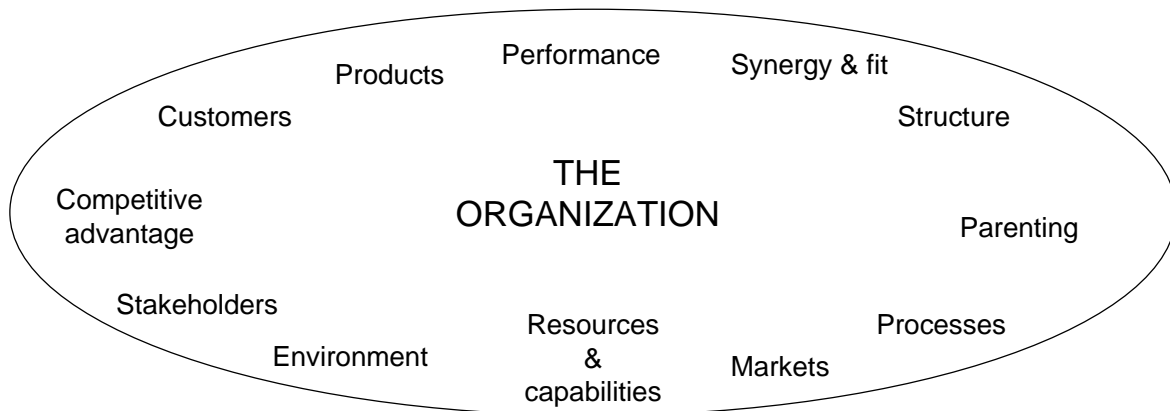 Performance
Synergy & fit
Products
Customers
Structure
THE
ORGANIZATION
Competitive
advantage
Parenting
Stakeholders
Processes
Resources
&
capabilities
Environment
Markets